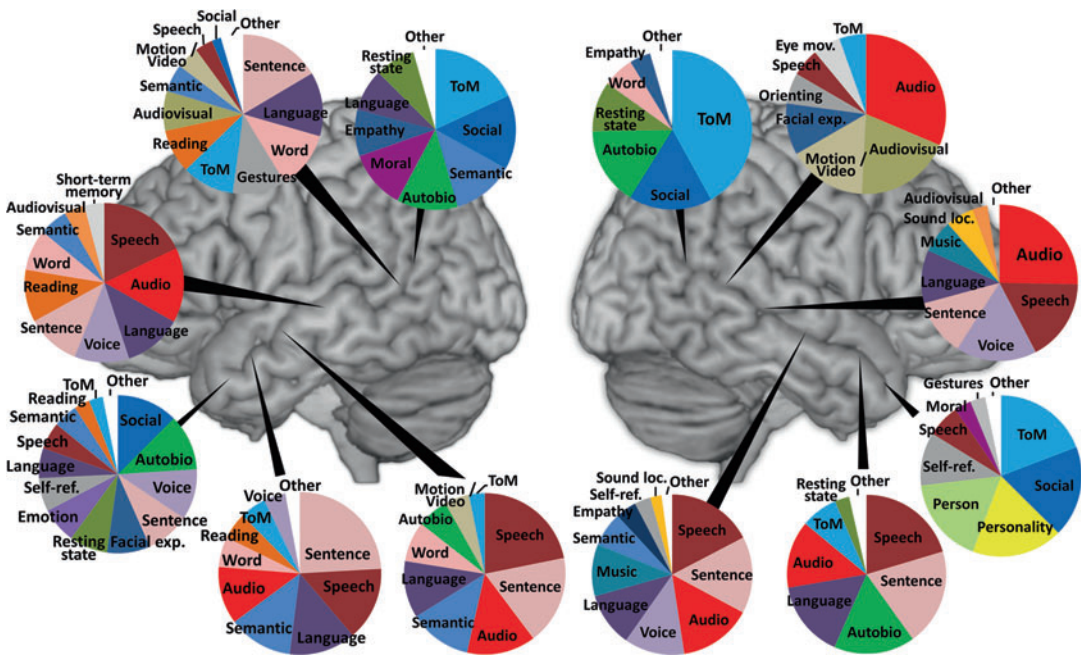 Social
Speech
Other
Motion
Video
Sentence
Semantic
Language
Audiovisual
Word
Reading
ToM
Gestures
Other
Resting
state
ToM
Language
Social
Empathy
Semantic
Moral
Autobio
Other
Empathy
Word
ToM
Resting
state
Autobio
Social
ToM
Eye mov.
Speech
Audio
Orienting
Facial exp.
Audiovisual
Motion /
Video
Short-term
memory
Audiovisual
Speech
Semantic
Word
Audio
Reading
Sentence
Language
Voice
Audiovisual
Other
Sound loc.
Audio
Music
Language
Speech
Sentence
Voice
ToM
Other
Reading
Social
Semantic
Speech
Autobio
Language
Voice
Self-ref.
Sentence
Emotion
Resting
state
Facial exp.
Other
Voice
ToM
Sentence
Reading
Word
Audio
Speech
Semantic
Language
ToM
Motion
Video
Autobio
Speech
Word
Language
Sentence
Semantic
Audio
Sound loc.
Other
Self-ref.
Empathy
Speech
Semantic
Sentence
Music
Language
Audio
Voice
Other
Resting
state
ToM
Speech
Audio
Sentence
Language
Autobio
Gestures
Other
Moral
ToM
Speech
Self-ref.
Social
Person
Personality